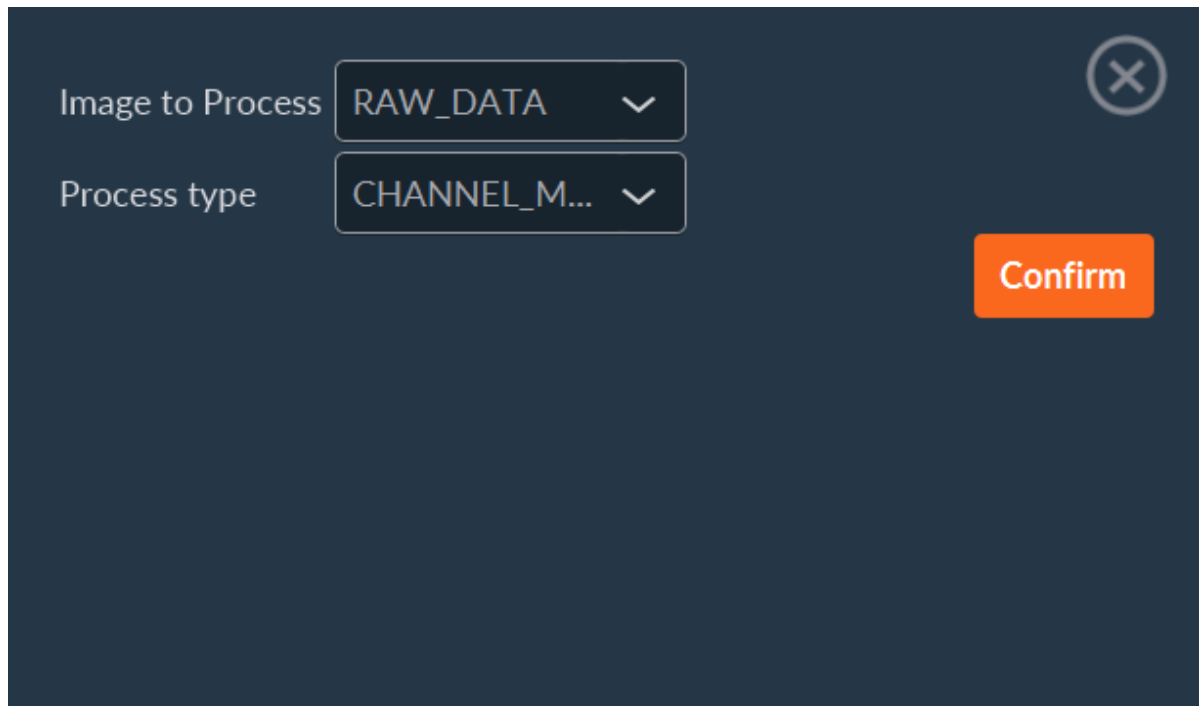 Image to Process RAW_DATA
Process type CHANNEL_M...
Confirm